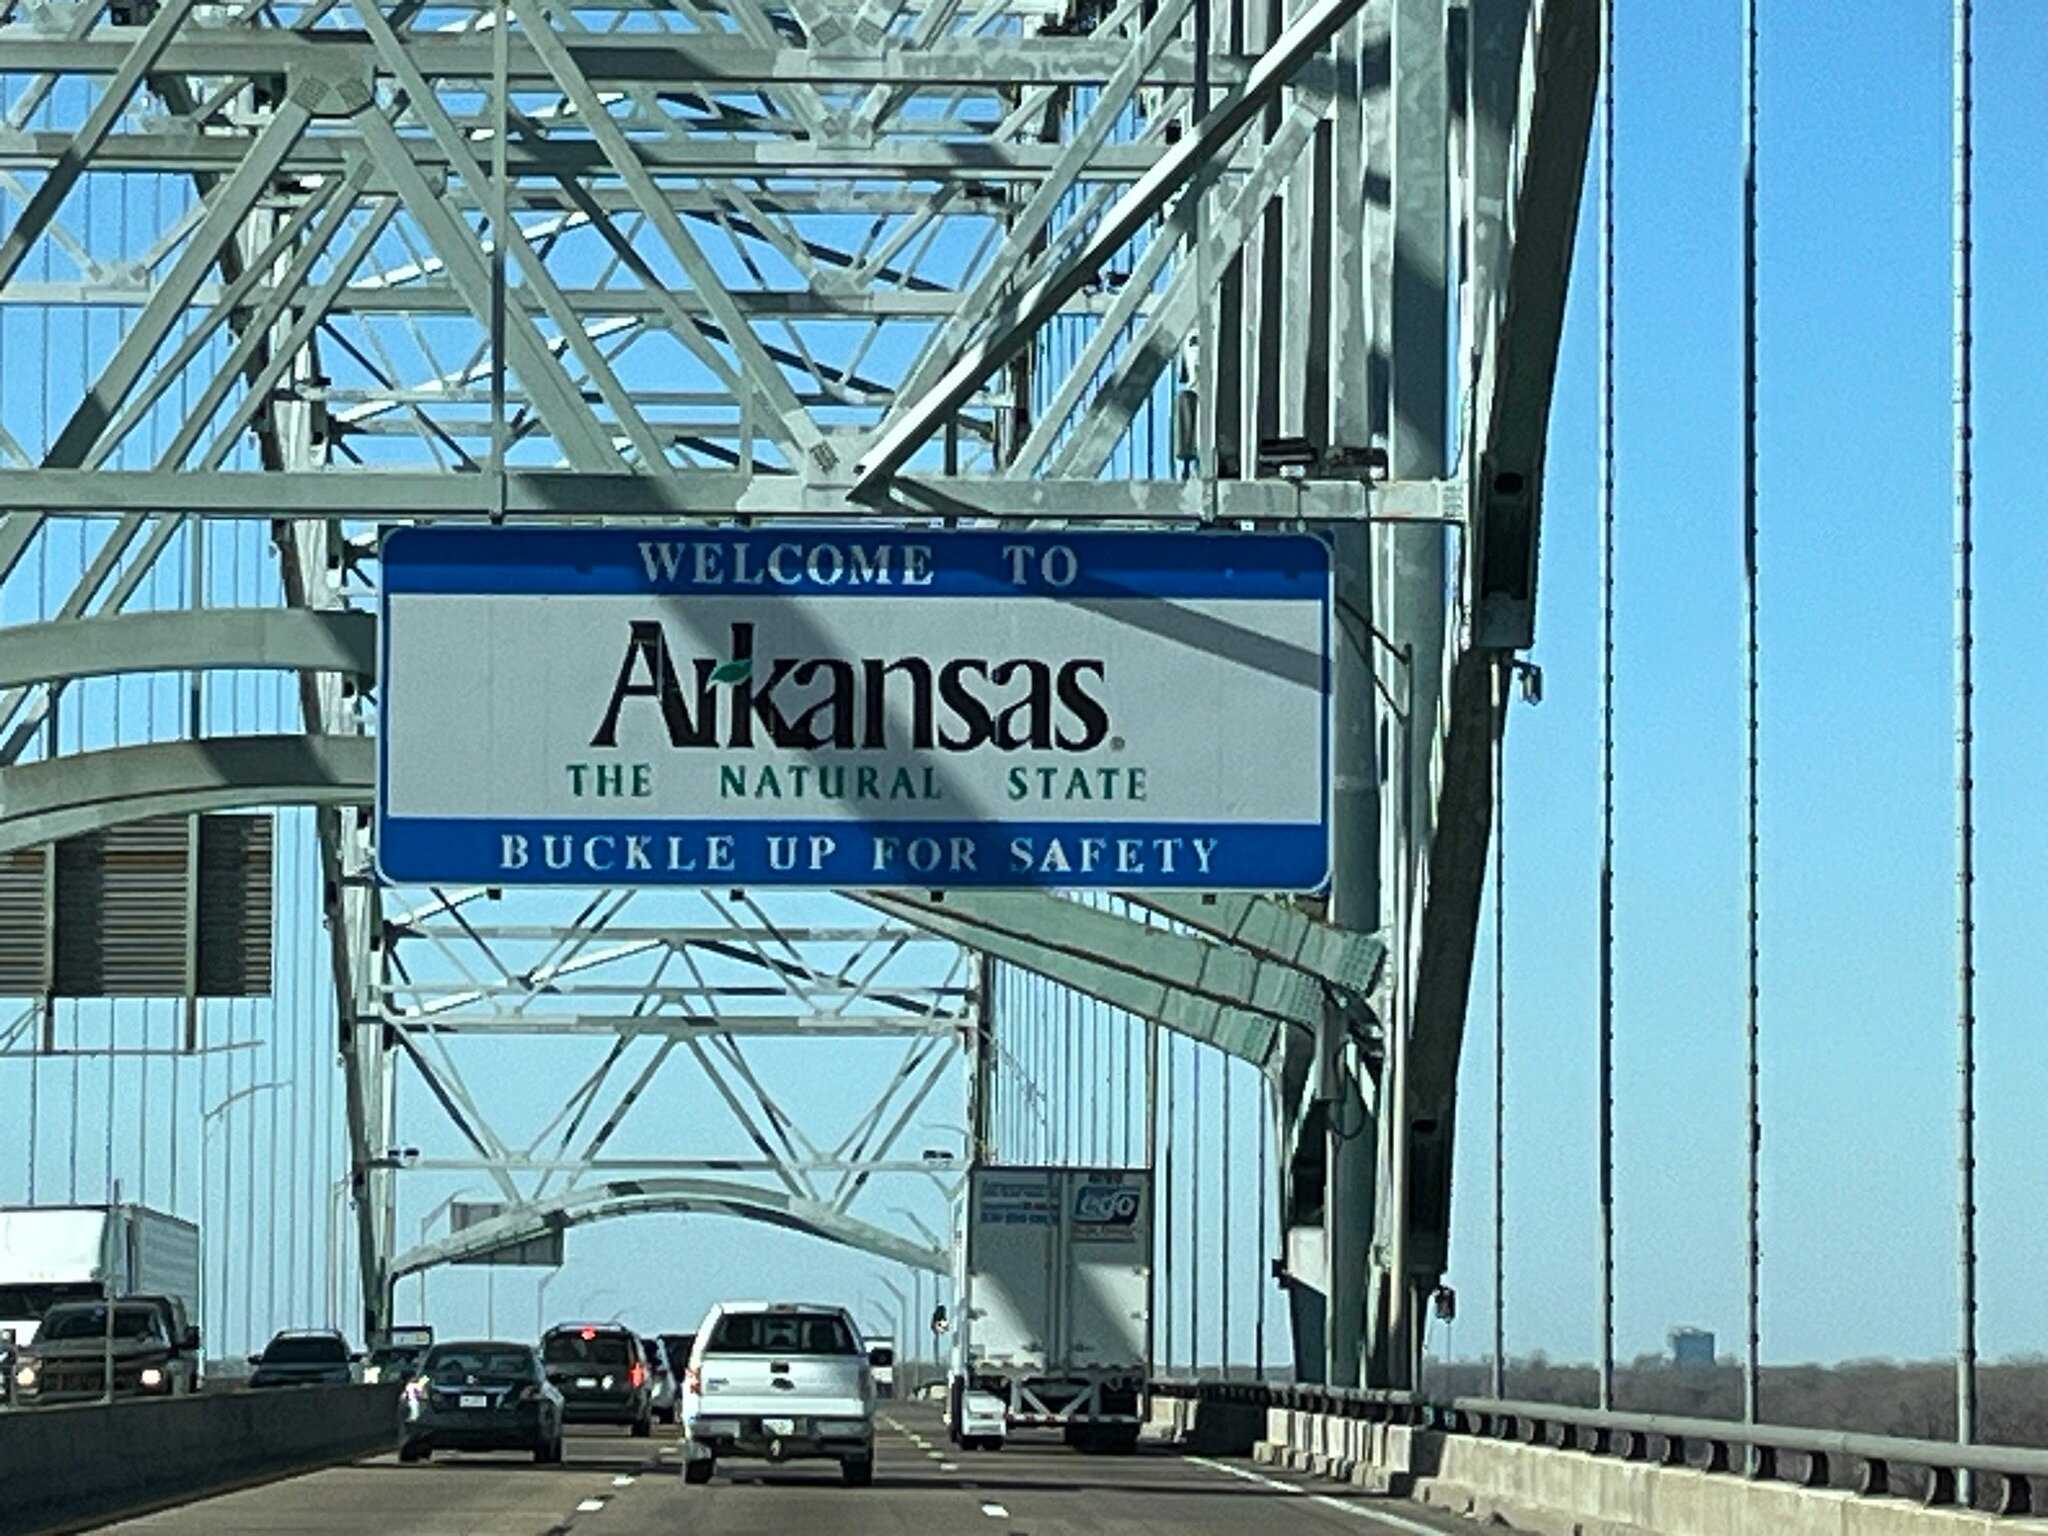 WELCOME TO
Arkansas®
THE NATURAL STATE
BUCKLE UP FOR SAFETY